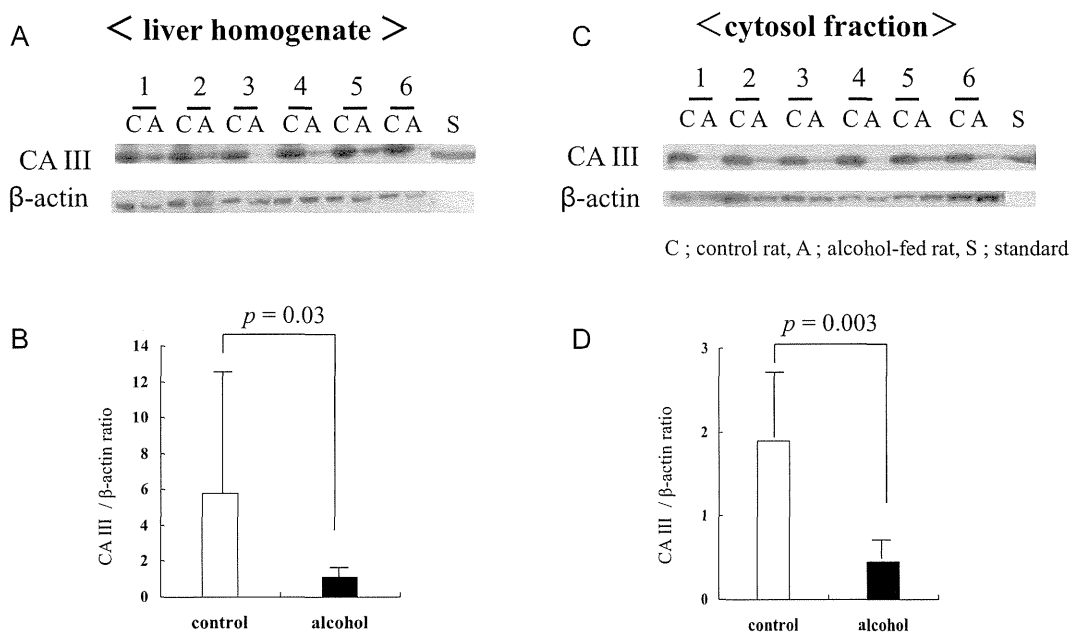 A
< liver homogenate >
1 2 3 4 5 6
C A C A C A C A C A C A S
CA III
β-actin
C
<cytosol fraction>
1 2 3 4 5 6
C A C A C A C A C A C A S
CA III
β-actin
C ; control rat, A ; alcohol-fed rat, S ; standard
B
p = 0.03
14
12
10
8
6
4
2
0
CA III / β-actin ratio
control alcohol
D
p = 0.003
3
2
1
0
CA III / β-actin ratio
control alcohol